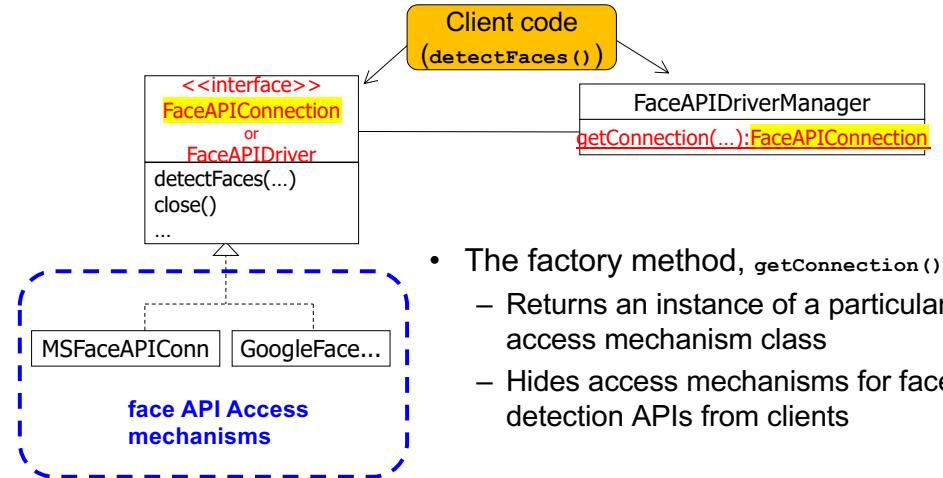 Client code
(detectFaces())
<<interface>>
FaceAPIConnection
or
FaceAPIDriver
detectFaces(…)
close()
…
FaceAPIDriverManager
getConnection(…):FaceAPIConnection
MSFaceAPIConn
GoogleFace...
face API Access
mechanisms
• The factory method, getConnection()
– Returns an instance of a particular
access mechanism class
– Hides access mechanisms for face
detection APIs from clients